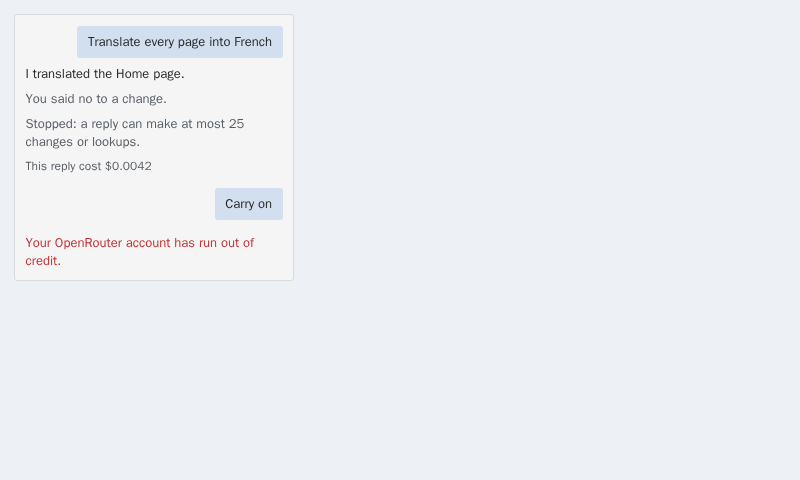 Translate every page into French
I translated the Home page.
You said no to a change.
Stopped: a reply can make at most 25
changes or lookups.
This reply cost $0.0042
Carry on
Your OpenRouter account has run out of
credit.